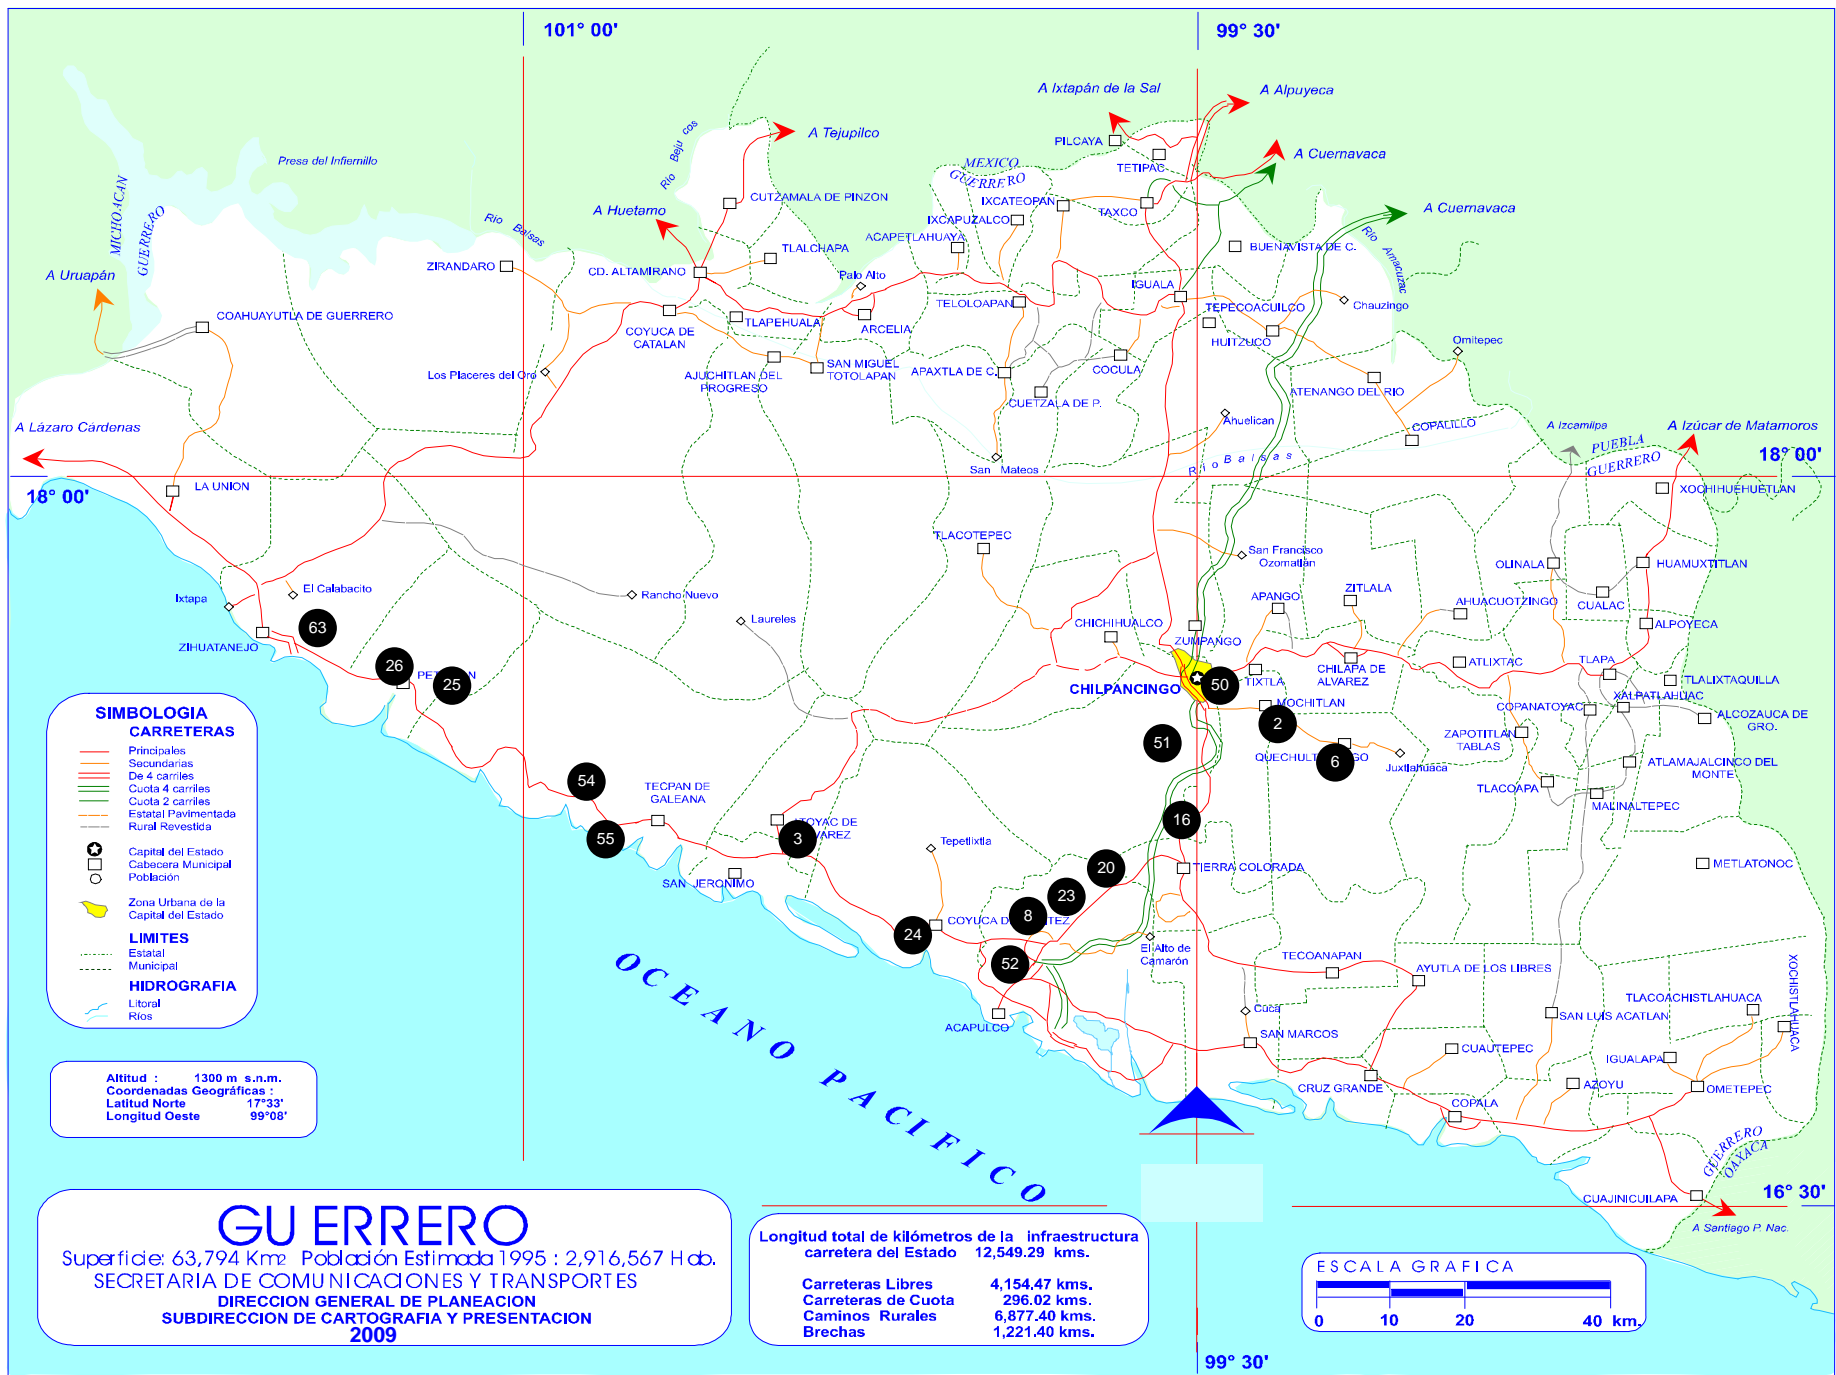 101° 00'
99° 30'
A Ixtapán de la Sal
A Alpuyeca
A Tejupilco
A Cuernavaca
PILCAYA
TETIPAC
Río Bejucos
Presa del Infiernillo
MEXICO
GUERRERO
MICHOACAN
GUERRERO
CUTZAMALA DE PINZON
IXCATEOPAN
TAXCO
A Huetamo
IXCAPUZALCO
A Cuernavaca
Río Balsas
ACAPETLAHUAYA
TLALCHAPA
BUENAVISTA DE C.
Río Amacuzac
A Uruapán
ZIRANDARO
CD. ALTAMIRANO
Palo Alto
IGUALA
TELOLOAPAN
TEPECOACUILCO
Chauzingo
COAHUAYUTLA DE GUERRERO
TLAPEHUALA
ARCELIA
COYUCA DE
CATALAN
HUITZUCO
Omitepec
Los Placeres del Oro
AJUCHITLAN DEL
PROGRESO
SAN MIGUEL
TOTOLAPAN
APAXTLA DE C.
COCULA
ATENANGO DEL RIO
CUETZALA DE P.
Ahuelican
COPALILLO
A Lázaro Cárdenas
A Izcamilpa
A Izúcar de Matamoros
PUEBLA
GUERRERO
18° 00'
San Mateos
Río Balsas
18° 00'
LA UNION
XOCHIHUEHUETLAN
TLACOTEPEC
San Francisco
Ozomatlan
OLINALA
HUAMUXTITLAN
El Calabacito
Ixtapa
Rancho Nuevo
APANGO
ZITLALA
AHUACUOTZINGO
CUALAC
Laureles
CHICHIHUALCO
ZUMPANGO
ALPOYECA
63
ZIHUATANEJO
26
25
CHILPANCINGO
50
TIXTLA
CHILAPA DE
ALVAREZ
ATLIXTAC
TLAPA
TLALIXTAQUILLA
XALPATLAHUAC
MOCHITLAN
COPANATOYAC
ALCOZAUCA DE
GRO.
2
51
ZAPOTITLAN
TABLAS
6
Juxtlahuaca
ATLAMAJALCINCO DEL
MONTE
TLACOAPA
MALINALTEPEC
SIMBOLOGIA
CARRETERAS
Principales
Secundarias
De 4 carriles
Cuota 4 carriles
Cuota 2 carriles
Estatal Pavimentada
Rural Revestida
Capital del Estado
Cabecera Municipal
Población
Zona Urbana de la
Capital del Estado
LIMITES
Estatal
Municipal
HIDROGRAFIA
Litoral
Ríos
54
TECPAN DE
GALEANA
55
3
16
Tepetlixtla
20
TIERRA COLORADA
METLATONOC
SAN JERONIMO
23
8
24
El Alto de
Camarón
52
TECOANAPAN
AYUTLA DE LOS LIBRES
XOCHISTLAHUACA
TLACOACHISTLAHUACA
ACAPULCO
Cuca
SAN LUIS ACATLAN
SAN MARCOS
CUAUTEPEC
IGUALAPA
CRUZ GRANDE
AZOYU
OMETEPEC
COPALA
OCEANO PACIFICO
GUERRERO
OAXACA
CUAJINICUILAPA
16° 30'
A Santiago P. Nac.
Altitud : 1300 m s.n.m.
Coordenadas Geográficas :
Latitud Norte 17°33'
Longitud Oeste 99°08'
GUERRERO
Superficie: 63,794 Km2 Población Estimada 1995 : 2,916,567 Hab.
SECRETARIA DE COMUNICACIONES Y TRANSPORTES
DIRECCION GENERAL DE PLANEACION
SUBDIRECCION DE CARTOGRAFIA Y PRESENTACION
2009
Longitud total de kilómetros de la infraestructura
carretera del Estado 12,549.29 kms.
Carreteras Libres 4,154.47 kms.
Carreteras de Cuota 296.02 kms.
Caminos Rurales 6,877.40 kms.
Brechas 1,221.40 kms.
ESCALA GRAFICA
0 10 20 40 km.
99° 30'